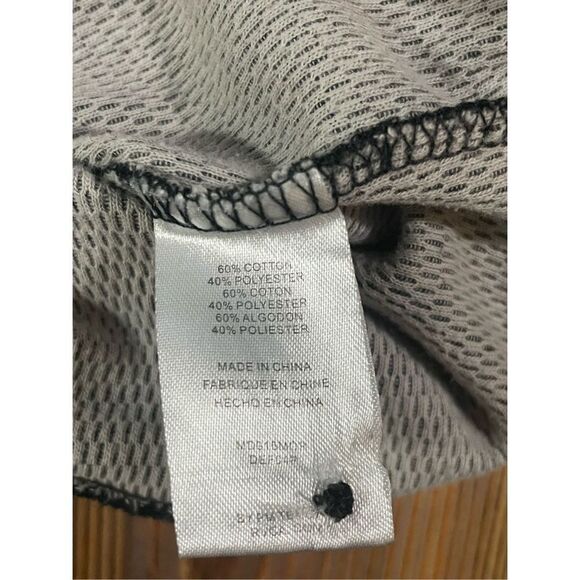 60% COTTON
40% POLYESTER
60% COTON
40% POLYESTER
60% ALGODON
40% POLIESTER
MADE IN CHINA
FABRIQUE EN CHINE
HECHO EN CHINA